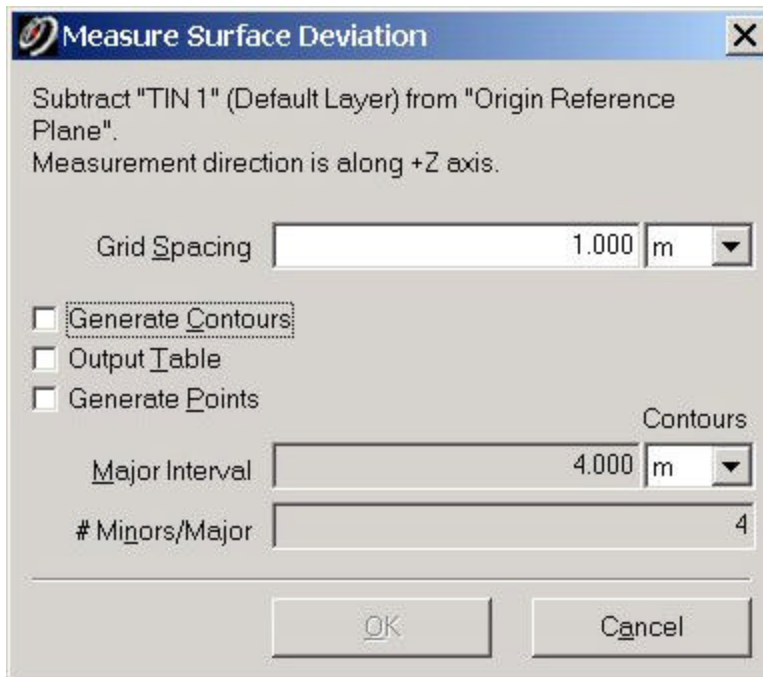 Measure Surface Deviation
Subtract "TIN 1" (Default Layer) from "Origin Reference
Plane".
Measurement direction is along +Z axis.
Grid Spacing 1.000 m
Generate Contours
Output Table
Generate Points
Contours
Major Interval 4.000 m
# Minors/Major 4
OK Cancel